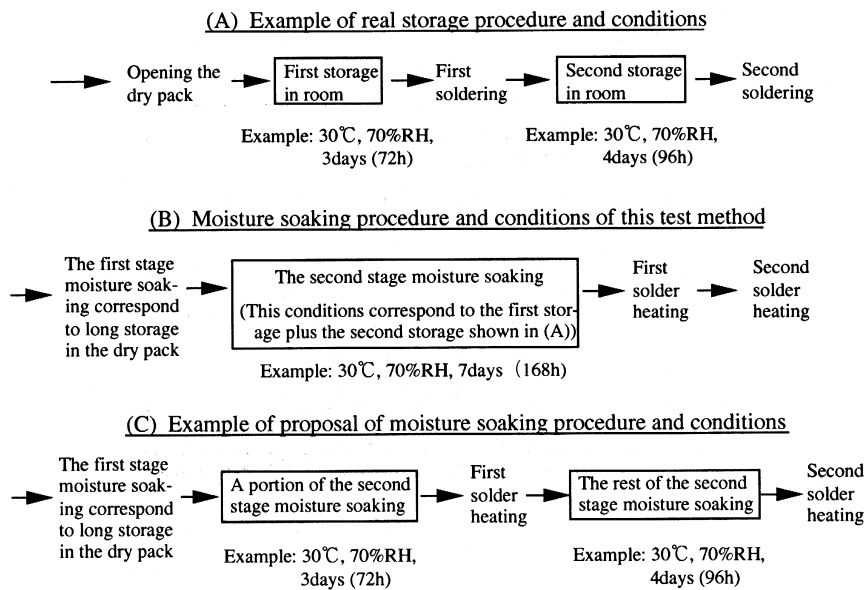 (A) Example of real storage procedure and conditions
Opening the
dry pack
First storage
in room
First
soldering
Second storage
in room
Second
soldering
Example: 30℃, 70%RH,
3days (72h)
Example: 30℃, 70%RH,
4days (96h)
(B) Moisture soaking procedure and conditions of this test method
The first stage
moisture soak-
ing correspond
to long storage
in the dry pack
The second stage moisture soaking
(This conditions correspond to the first stor-
age plus the second storage shown in (A))
First
solder
heating
Second
solder
heating
Example: 30℃, 70%RH, 7days (168h)
(C) Example of proposal of moisture soaking procedure and conditions
The first stage
moisture soak-
ing correspond
to long storage
in the dry pack
A portion of the second
stage moisture soaking
First
solder
heating
The rest of the second
stage moisture soaking
Second
solder
heating
Example: 30℃, 70%RH,
3days (72h)
Example: 30℃, 70%RH,
4days (96h)